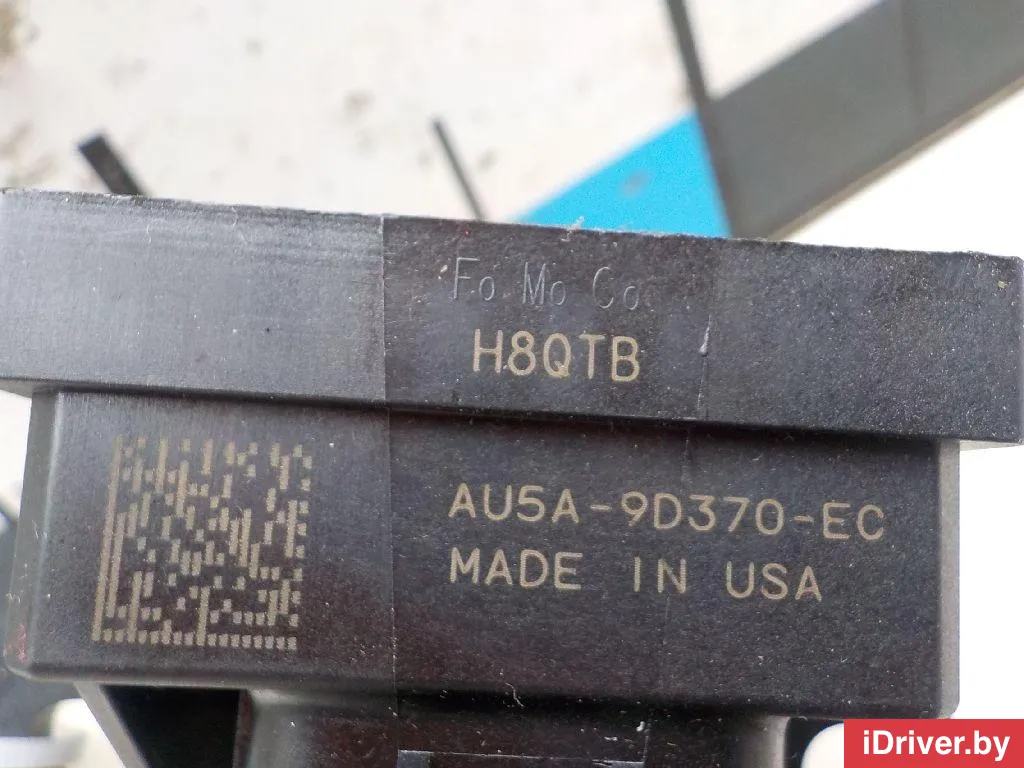 Fo Mo Co
H8QTB
AU5A-9D370-EC
MADE IN USA
iDriver.by